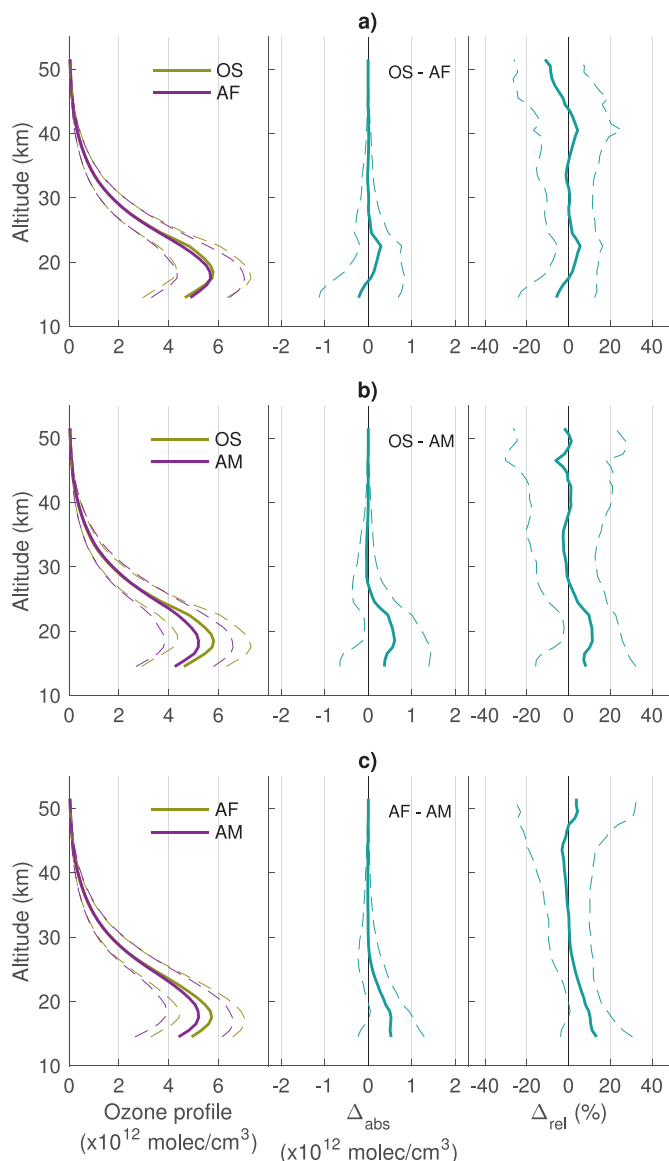 a)
50
40
30
20
10
Altitude (km)
OS
AF
OS - AF
0 2 4 6
-2 -1 0 1 2
-40 -20 0 20 40
b)
50
40
30
20
10
Altitude (km)
OS
AM
OS - AM
0 2 4 6
-2 -1 0 1 2
-40 -20 0 20 40
c)
50
40
30
20
10
Altitude (km)
AF
AM
AF - AM
0 2 4 6
-2 -1 0 1 2
-40 -20 0 20 40
Ozone profile
(x10¹² molec/cm³)
Δabs
(x10¹² molec/cm³)
Δrel (%)